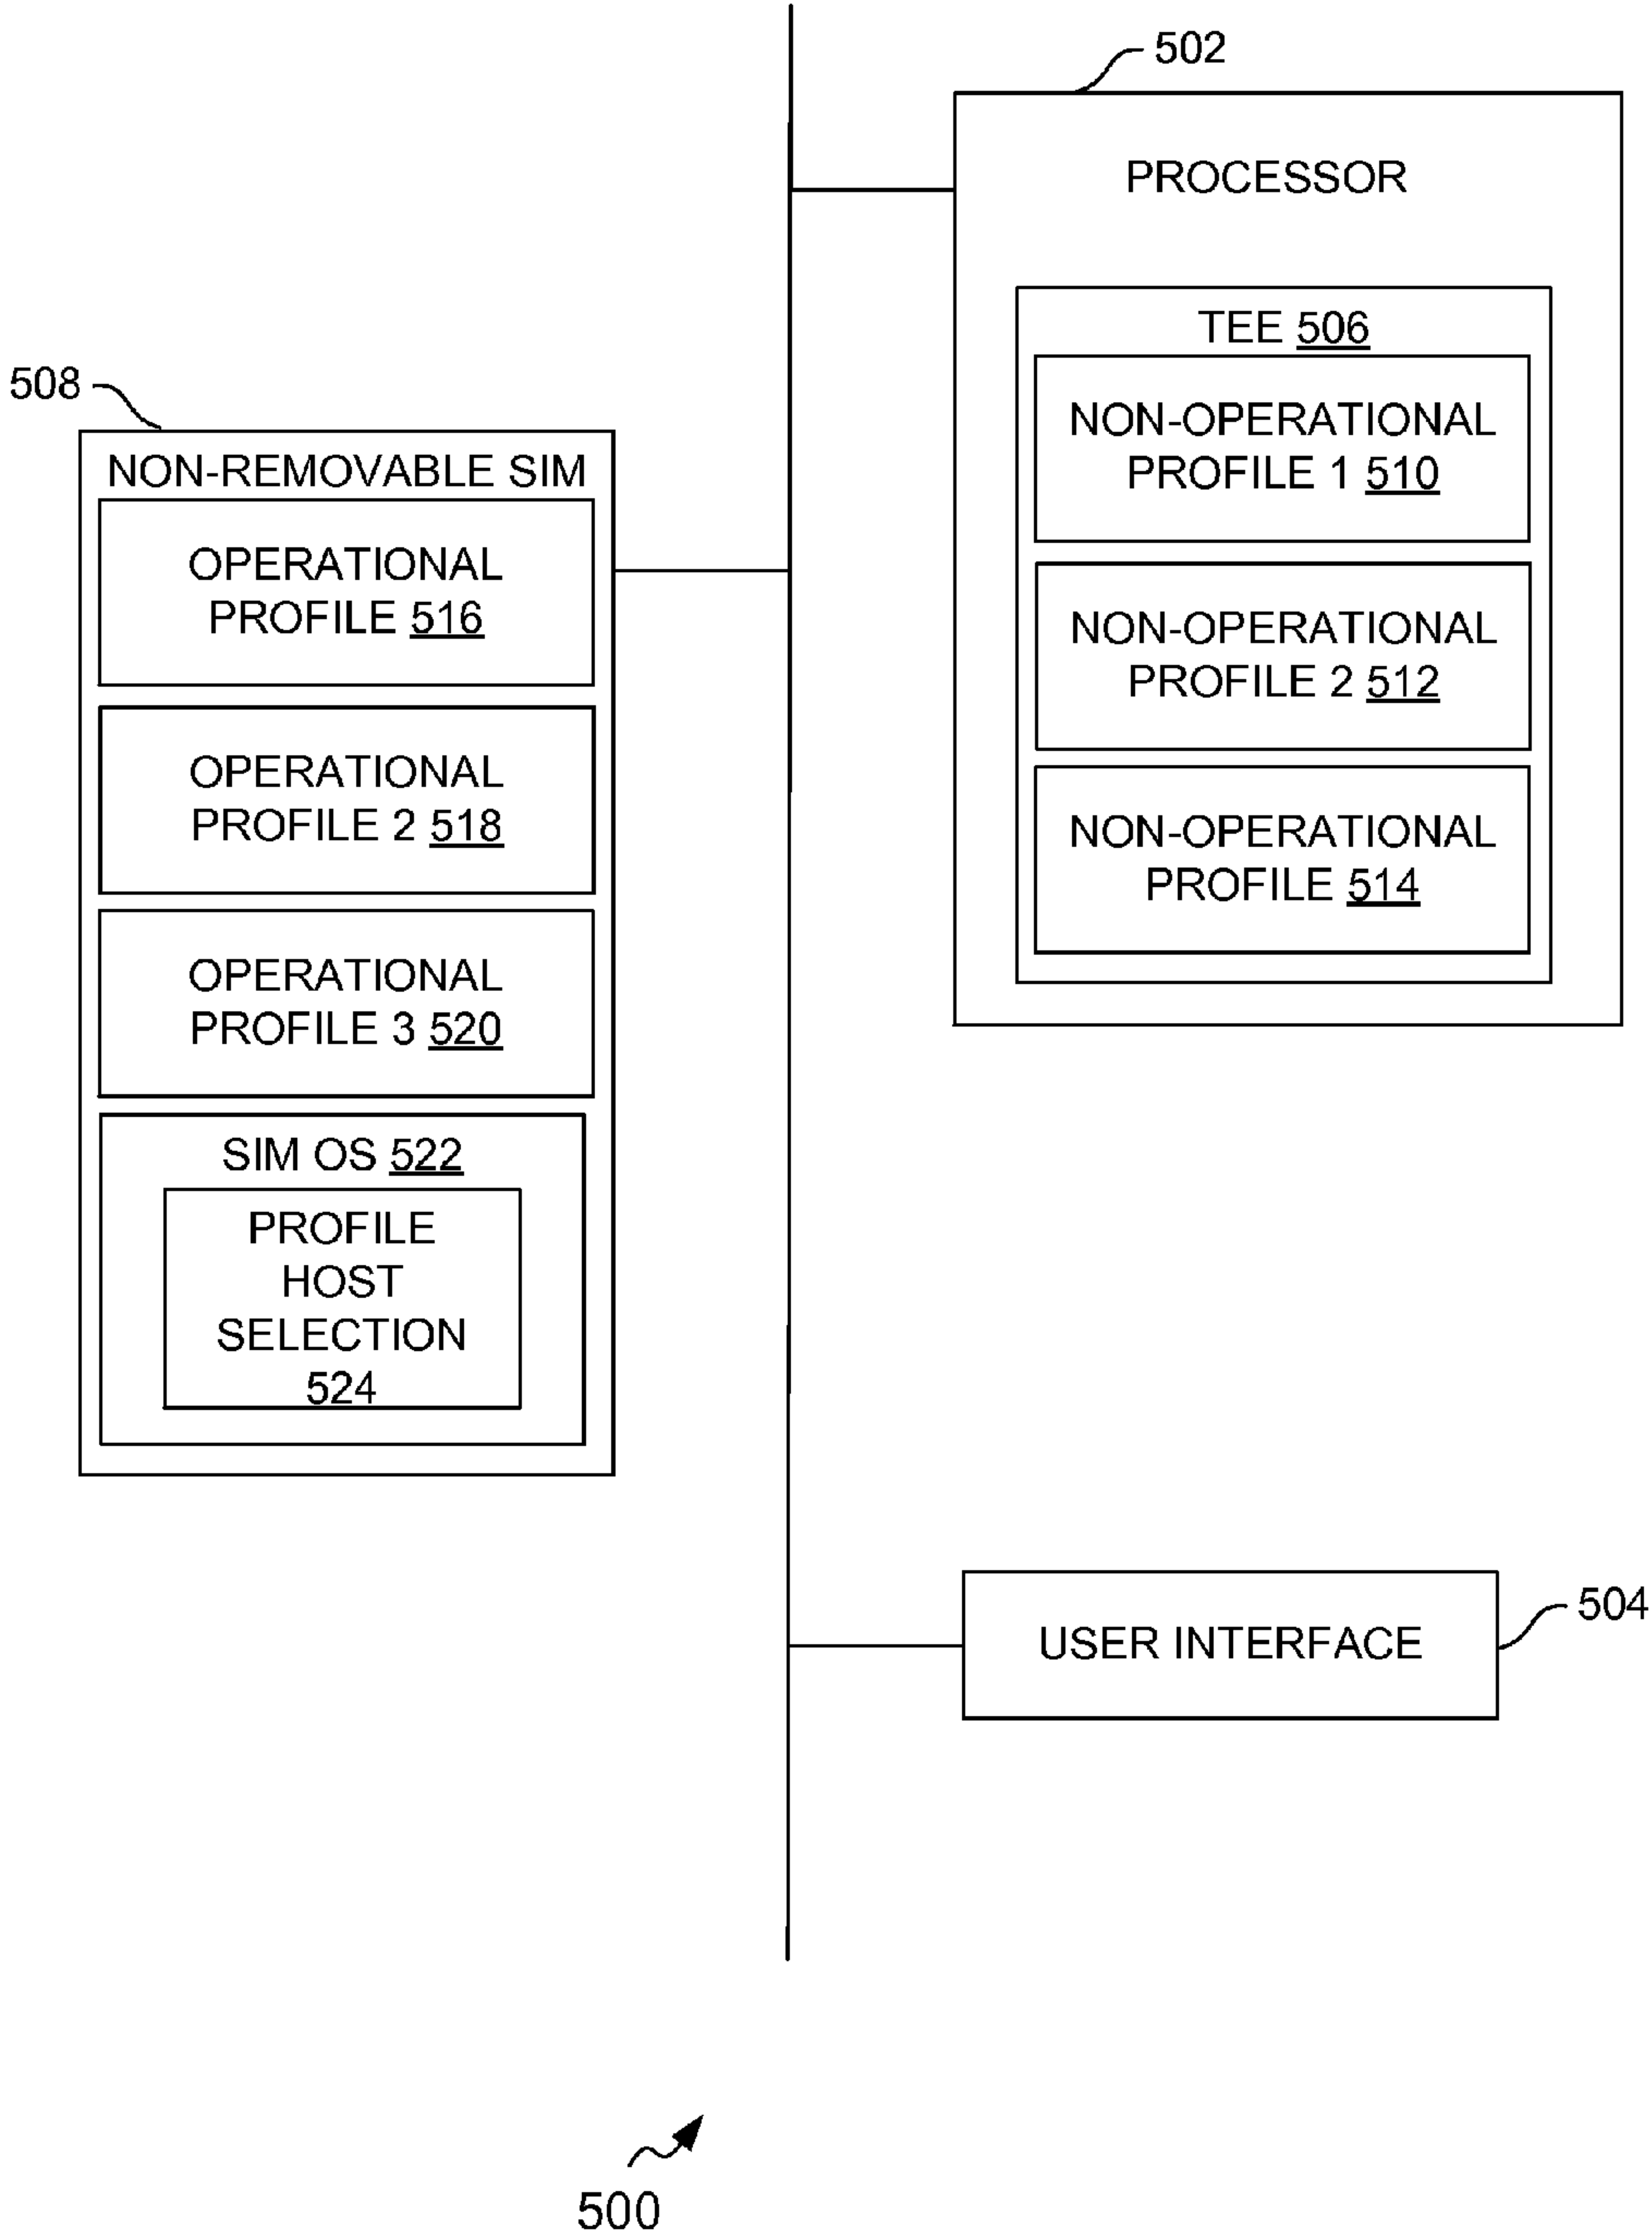 502
PROCESSOR
TEE 506
NON-OPERATIONAL
PROFILE 1 510
NON-OPERATIONAL
PROFILE 2 512
NON-OPERATIONAL
PROFILE 514
508
NON-REMOVABLE SIM
OPERATIONAL
PROFILE 516
OPERATIONAL
PROFILE 2 518
OPERATIONAL
PROFILE 3 520
SIM OS 522
PROFILE
HOST
SELECTION
524
504
USER INTERFACE
500